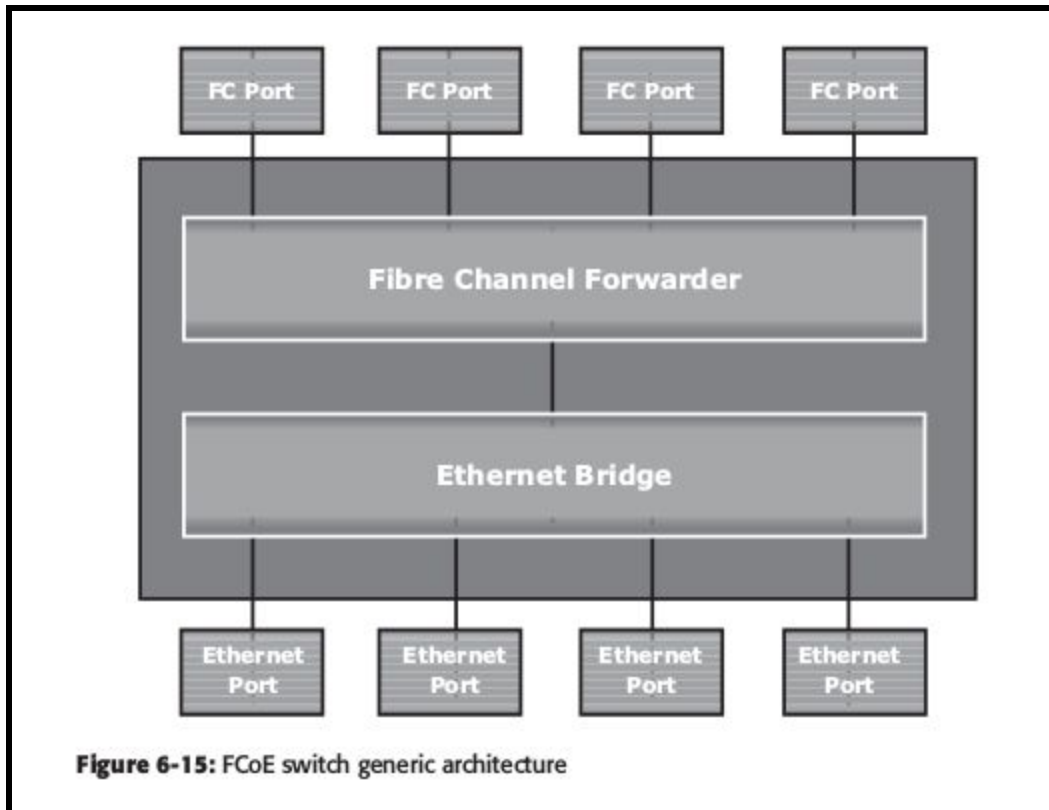 FC Port FC Port FC Port FC Port
Fibre Channel Forwarder
Ethernet Bridge
Ethernet Ethernet Ethernet Ethernet
Port Port Port Port
Figure 6-15: FCoE switch generic architecture